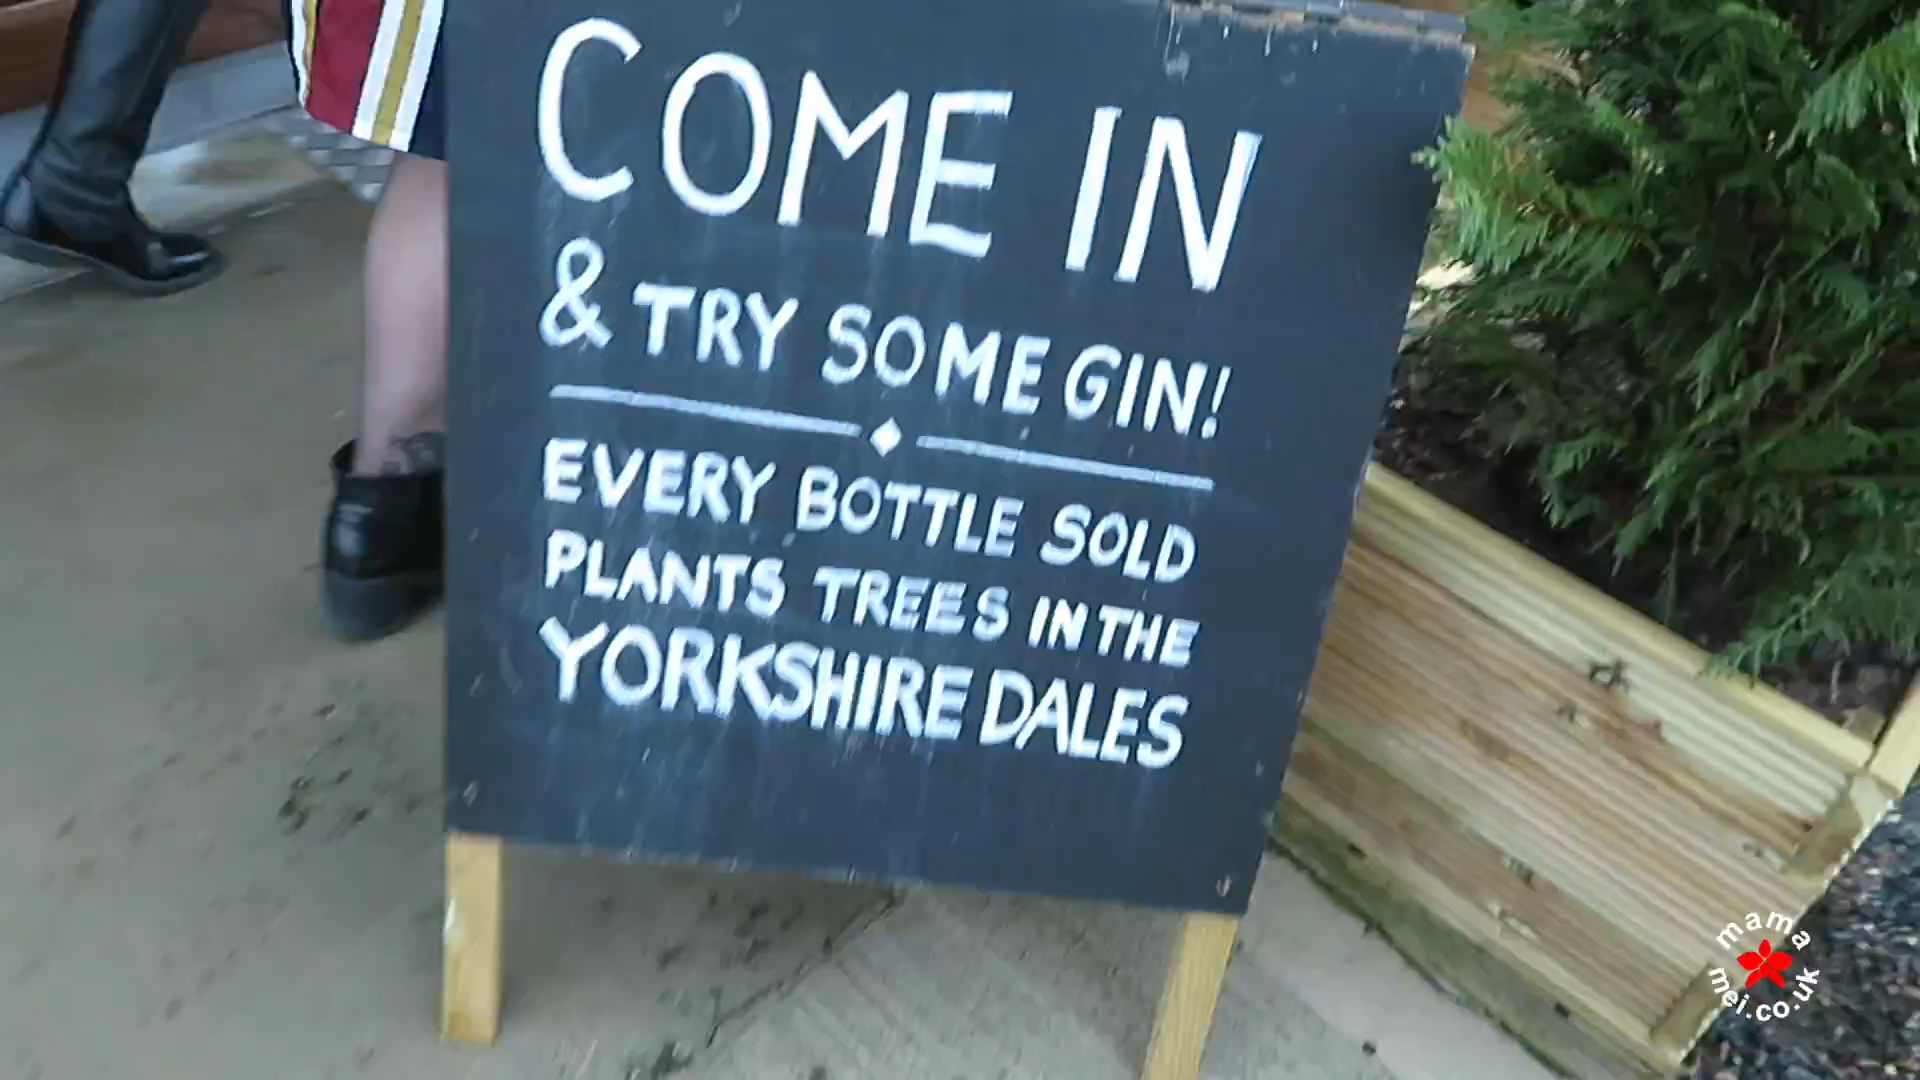 COME IN
& TRY SOME GIN!
EVERY BOTTLE SOLD
PLANTS TREES IN THE
YORKSHIRE DALES
mama
mei.co.uk